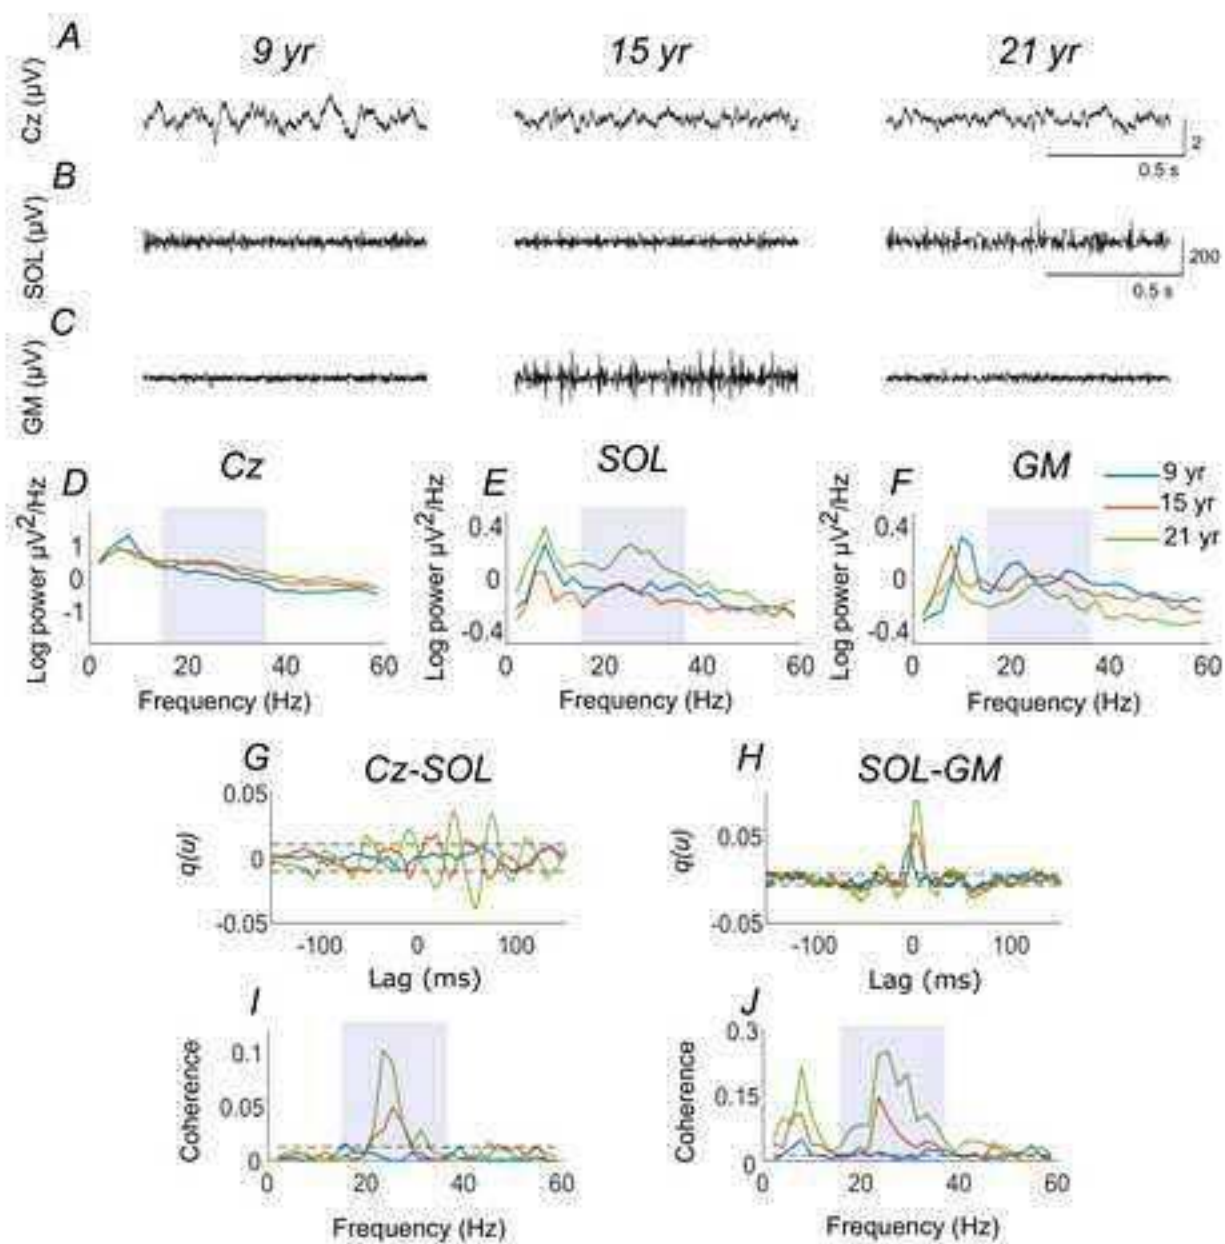 A
9 yr 15 yr 21 yr
Cz (µV)
2
0.5 s
B
SOL (µV)
200
0.5 s
C
GM (µV)
D Cz
Log power µV²/Hz
1
0
-1
0 20 40 60
Frequency (Hz)
E SOL
Log power µV²/Hz
0.4
0
-0.4
0 20 40 60
Frequency (Hz)
F GM
Log power µV²/Hz
0.4
0
-0.4
0 20 40 60
Frequency (Hz)
9 yr
15 yr
21 yr
G Cz-SOL
q(u)
0.05
0
-0.05
-100 0 100
Lag (ms)
H SOL-GM
q(u)
0.05
-0.05
-100 0 100
Lag (ms)
I
Coherence
0.1
0.05
0
0 20 40 60
Frequency (Hz)
J
Coherence
0.3
0.15
0
0 20 40 60
Frequency (Hz)